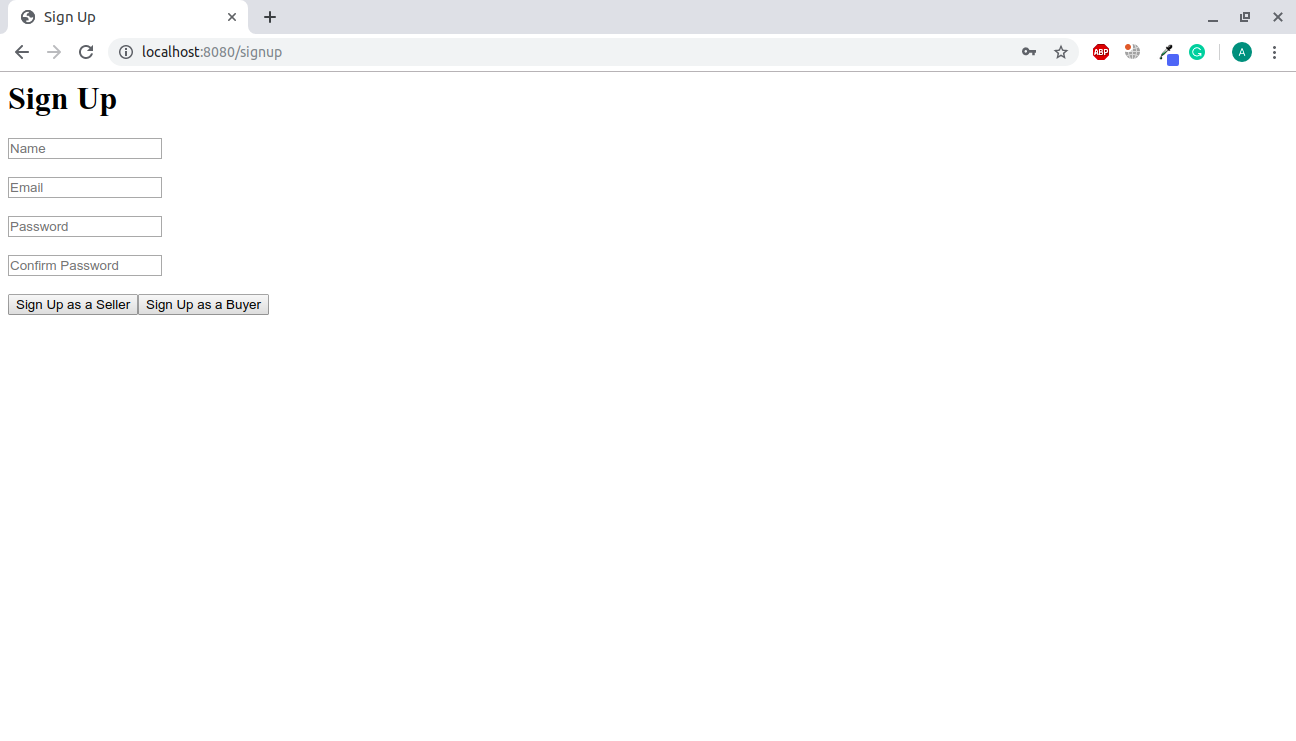 Sign Up
localhost:8080/signup
ABP
A
Sign Up
Name
Email
Password
Confirm Password
Sign Up as a Seller Sign Up as a Buyer